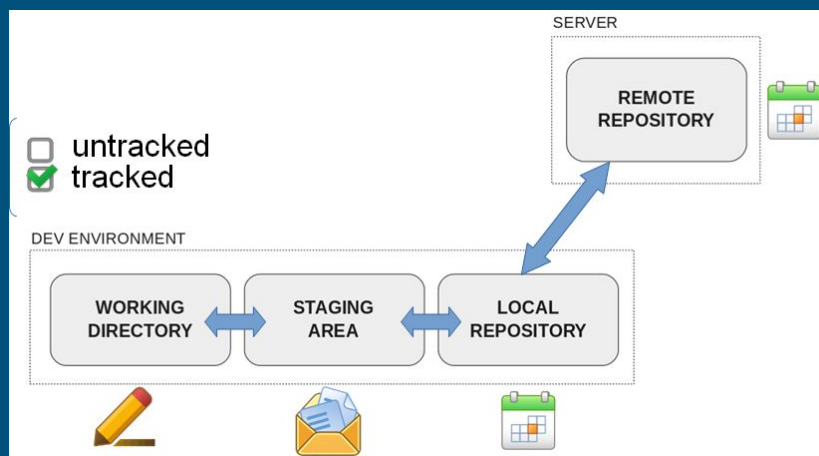 SERVER
REMOTE
REPOSITORY
untracked
tracked
DEV ENVIRONMENT
WORKING
DIRECTORY
STAGING
AREA
LOCAL
REPOSITORY